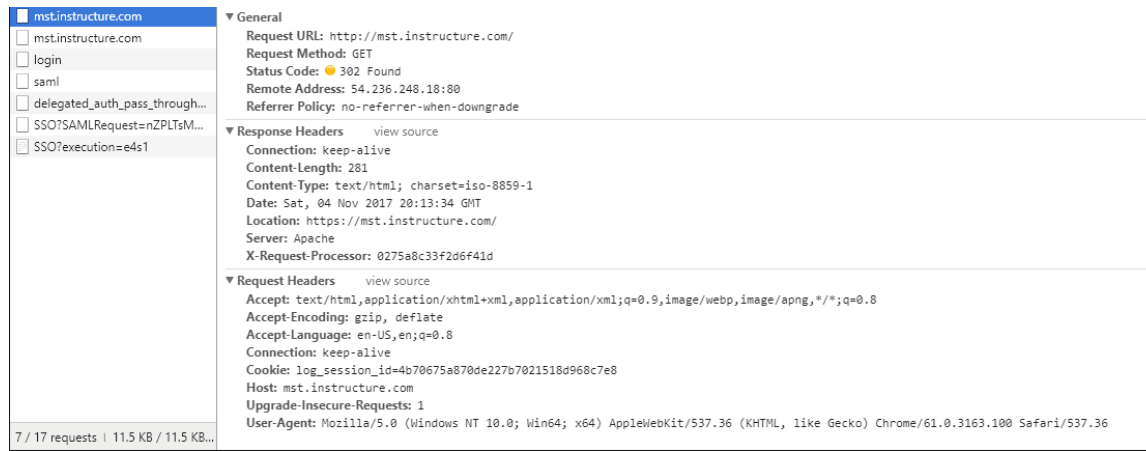 mst.instructure.com
mst.instructure.com
login
saml
delegated_auth_pass_through...
SSO?SAMLRequest=nZPLTsM...
SSO?execution=e4s1
7 / 17 requests | 11.5 KB / 11.5 KB...
▼ General
Request URL: http://mst.instructure.com/
Request Method: GET
Status Code: 302 Found
Remote Address: 54.236.248.18:80
Referrer Policy: no-referrer-when-downgrade
▼ Response Headers view source
Connection: keep-alive
Content-Length: 281
Content-Type: text/html; charset=iso-8859-1
Date: Sat, 04 Nov 2017 20:13:34 GMT
Location: https://mst.instructure.com/
Server: Apache
X-Request-Processor: 0275a8c33f2d6f41d
▼ Request Headers view source
Accept: text/html,application/xhtml+xml,application/xml;q=0.9,image/webp,image/apng,*/*;q=0.8
Accept-Encoding: gzip, deflate
Accept-Language: en-US,en;q=0.8
Connection: keep-alive
Cookie: log_session_id=4b70675a870de227b7021518d968c7e8
Host: mst.instructure.com
Upgrade-Insecure-Requests: 1
User-Agent: Mozilla/5.0 (Windows NT 10.0; Win64; x64) AppleWebKit/537.36 (KHTML, like Gecko) Chrome/61.0.3163.100 Safari/537.36